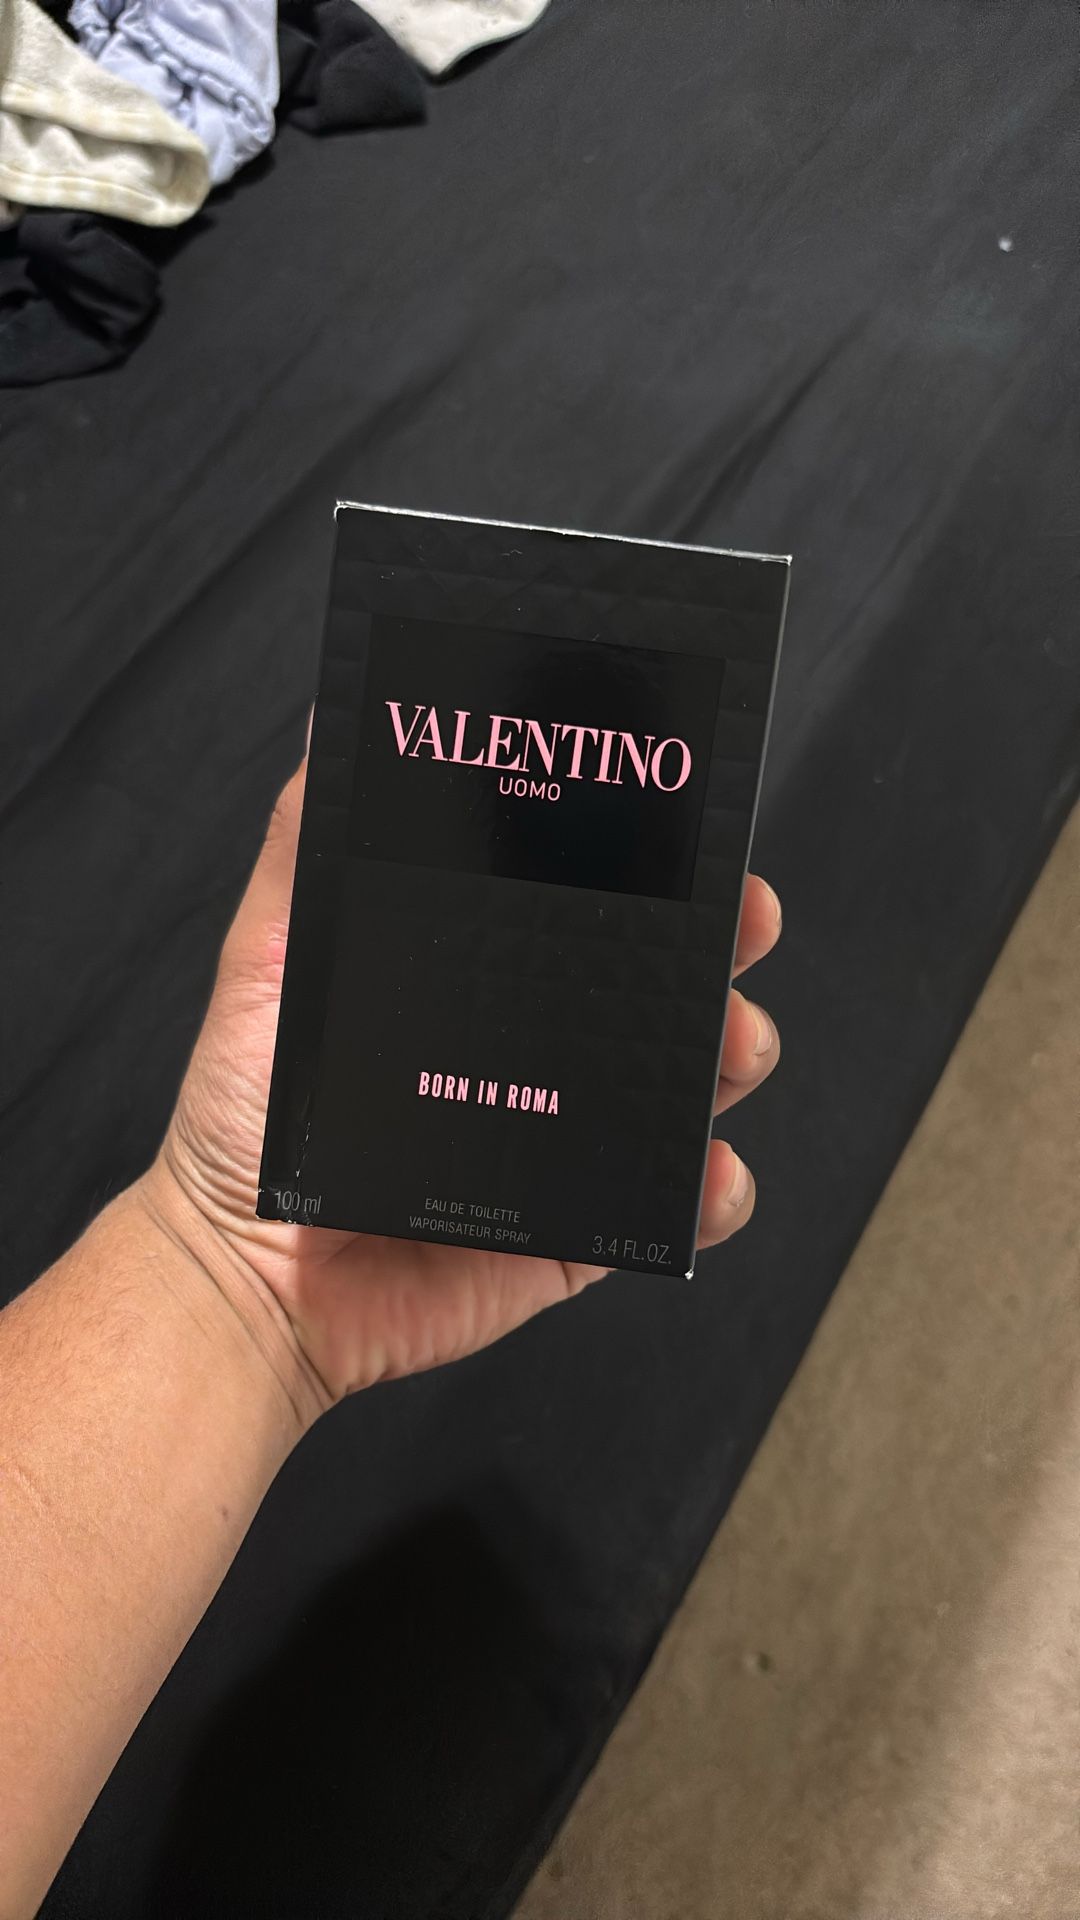 VALENTINO
UOMO
BORN IN ROMA
EAU DE TOILETTE
VAPORISATEUR SPRAY
100 ml
3.4 FL.OZ.